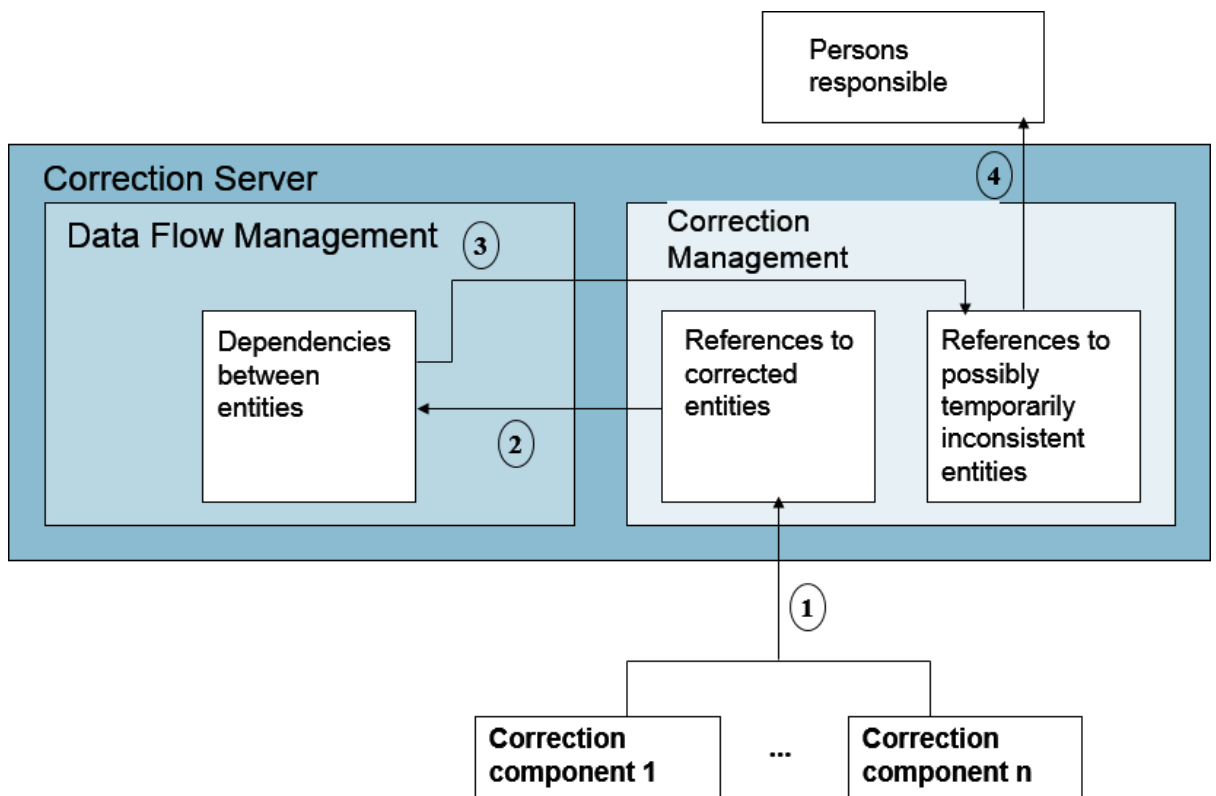 Persons
responsible
4
Correction Server
Data Flow Management
3
Correction
Management
Dependencies
between
entities
References to
corrected
entities
References to
possibly
temporarily
inconsistent
entities
2
1
Correction
component 1
...
Correction
component n